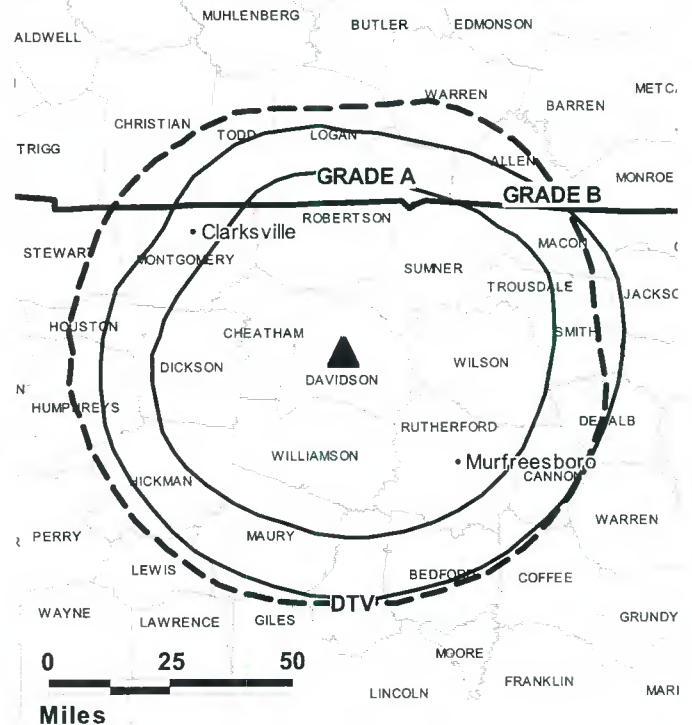 MUHLENBERG
BUTLER
EDMONSON
ALDWELL
WARREN
METC
BARREN
CHRISTIAN
TODD
LOGAN
TRIGG
ALLEN
GRADE A
MONROE
GRADE B
ROBERTSON
Clarksville
MACON
STEWART
MONTGOMERY
SUMNER
TROUSDALE
JACKSO
HOUSTON
CHEATHAM
SMITH
DICKSON
WILSON
DAVIDSON
N
HUMPHREYS
DEKALB
RUTHERFORD
WILLIAMSON
Murfreesboro
HICKMAN
CANNON
WARREN
PERRY
MAURY
LEWIS
BEDFORD
COFFEE
DTV
WAYNE
LAWRENCE
GILES
GRUNDY
MOORE
0 25 50
FRANKLIN
LINCOLN
MARI
Miles